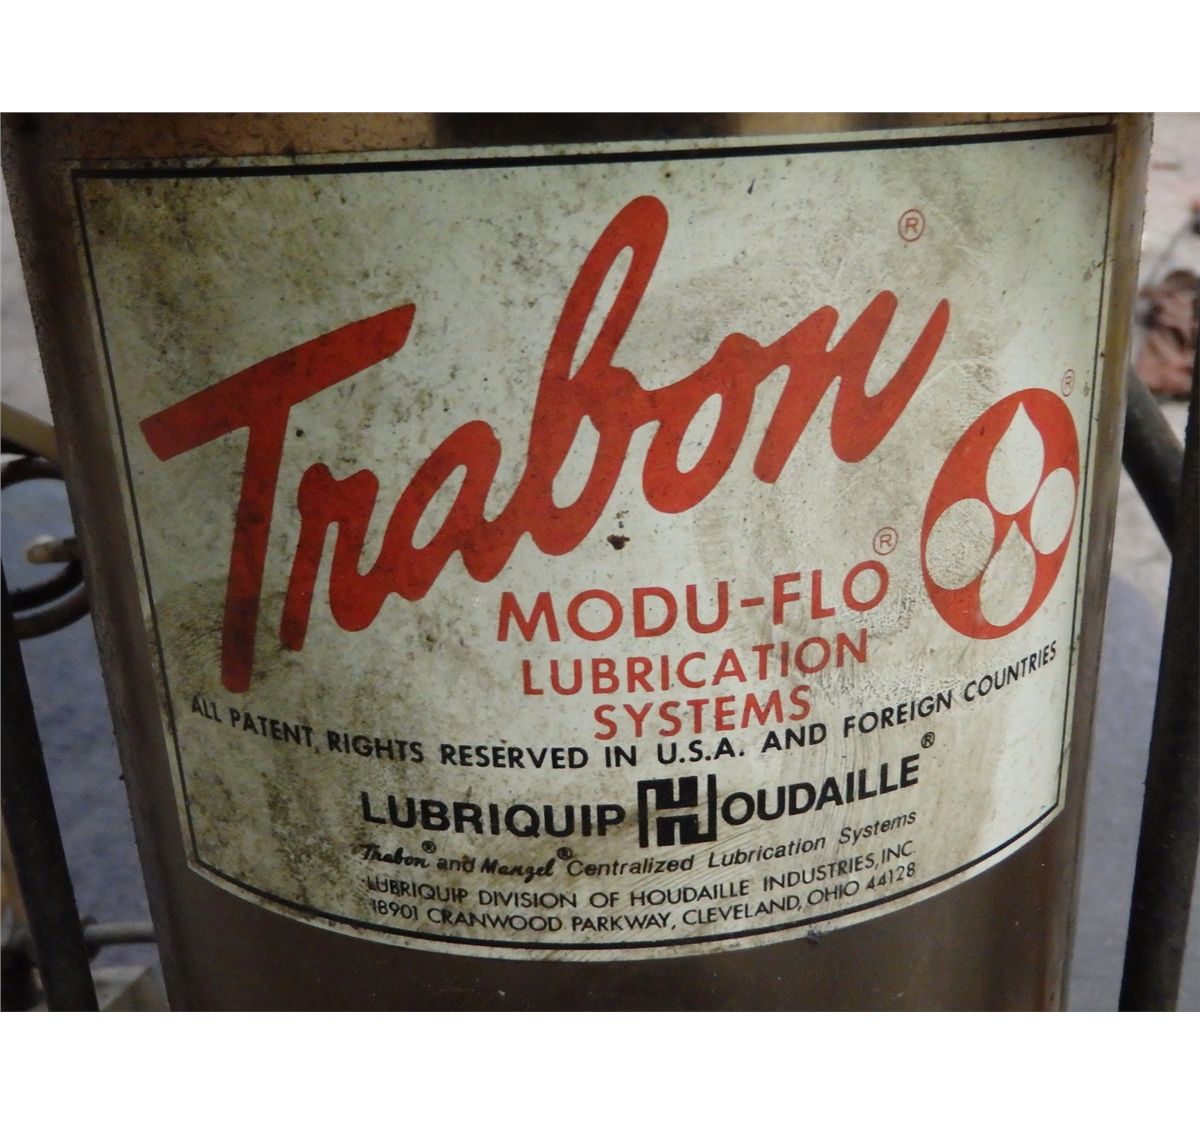 Trabon®
®
MODU-FLO®
LUBRICATION
SYSTEMS
ALL PATENT RIGHTS RESERVED IN U.S.A. AND FOREIGN COUNTRIES
LUBRIQUIP HOUDAILLE®
Trabon® and Manzel® Centralized Lubrication Systems
LUBRIQUIP DIVISION OF HOUDAILLE INDUSTRIES, INC.
18901 CRANWOOD PARKWAY, CLEVELAND, OHIO 44128